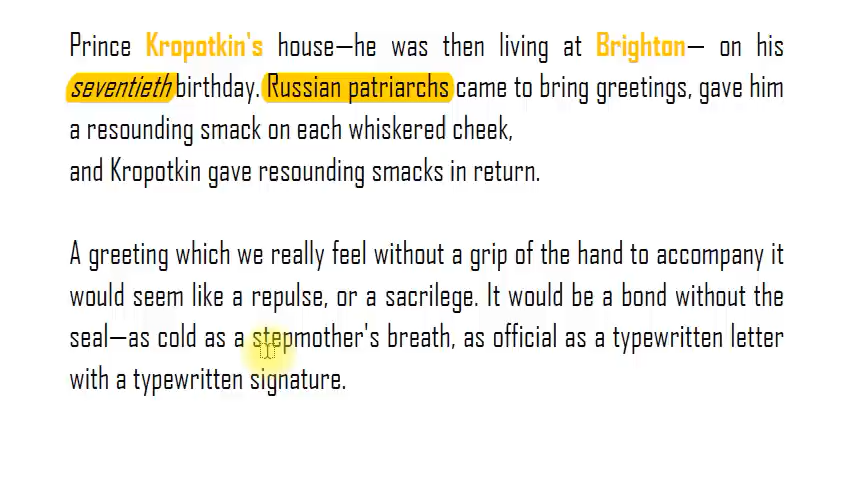 Prince Kropotkin's house—he was then living at Brighton— on his
seventieth birthday. Russian patriarchs came to bring greetings, gave him
a resounding smack on each whiskered cheek,
and Kropotkin gave resounding smacks in return.
A greeting which we really feel without a grip of the hand to accompany it
would seem like a repulse, or a sacrilege. It would be a bond without the
seal—as cold as a stepmother's breath, as official as a typewritten letter
with a typewritten signature.